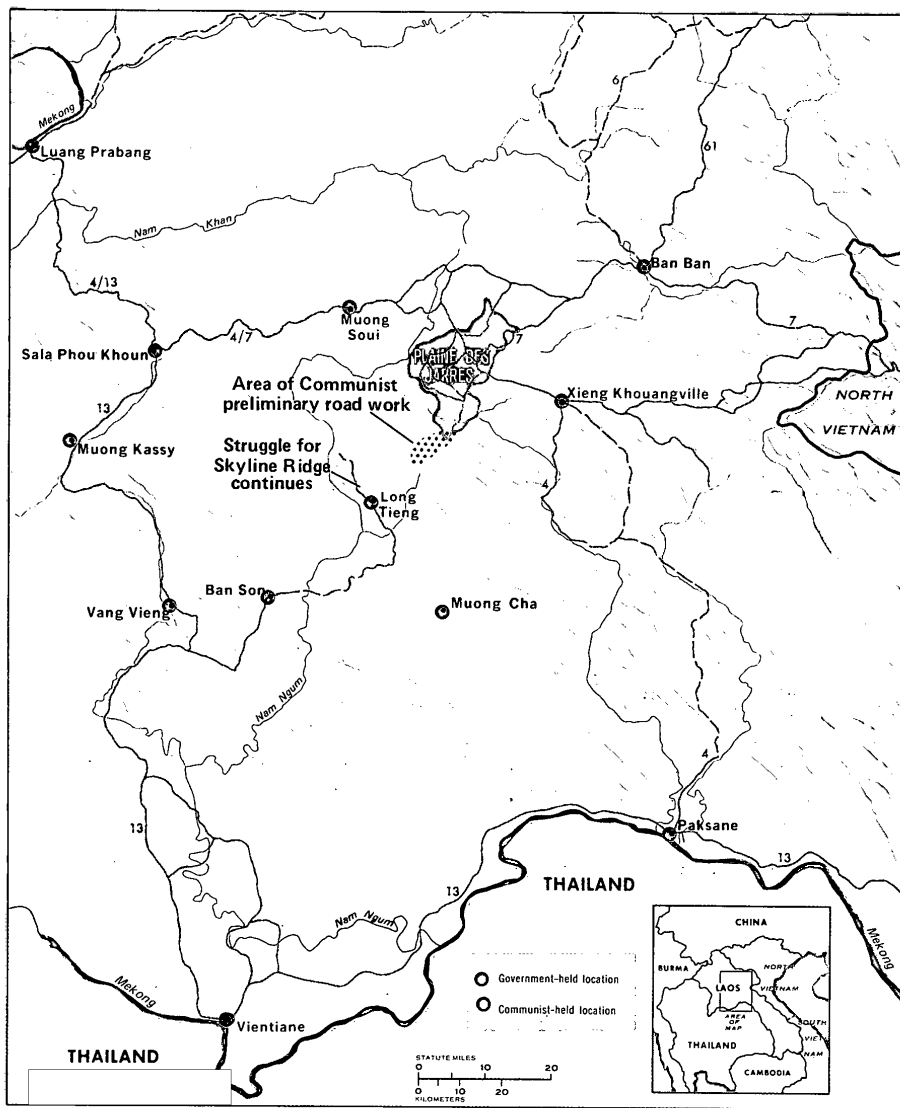 Mekong
Luang Prabang
6
61
Nam Khan
Ban Ban
4/13
Muong
Soui
4/7
7
7
Sala Phou Khoun
PLAINE DES
JARRES
Area of Communist
preliminary road work
Xieng Khouangville
NORTH
VIETNAM
13
Muong Kassy
Struggle for
Skyline Ridge
continues
Long
Tieng
4
Ban Son
Muong Cha
Vang Vieng
Nam Ngum
4
13
Paksane
13
THAILAND
13
Nam Ngum
Mekong
Mekong
Government-held location
Communist-held location
Vientiane
THAILAND
STATUTE MILES
0 10 20
0 10 20
KILOMETERS
CHINA
BURMA
NORTH
VIETNAM
LAOS
AREA
OF
MAP
SOUTH
VIET
NAM
THAILAND
CAMBODIA